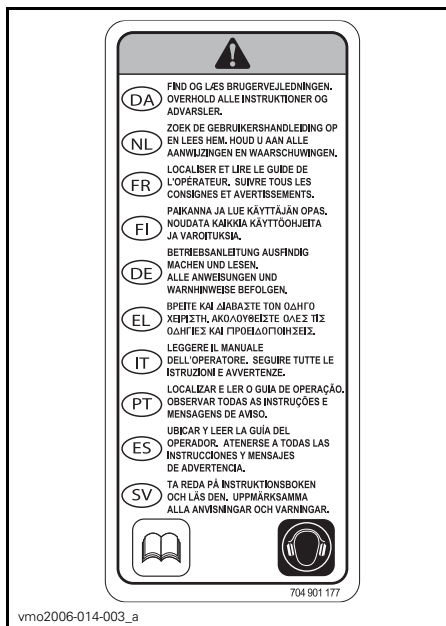 DA
FIND OG LÆS BRUGERVEJLEDNINGEN.
OVERHOLD ALLE INSTRUKTIONER OG
ADVARSLER.
NL
ZOEK DE GEBRUIKERSHANDLEIDING OP
EN LEES HEM. HOUD U AAN ALLE
AANWIJZINGEN EN WAARSCHUWINGEN.
FR
LOCALISER ET LIRE LE GUIDE DE
L'OPÉRATEUR. SUIVRE TOUS LES
CONSIGNES ET AVERTISSEMENTS.
FI
PAIKANNA JA LUE KÄYTTÄJÄN OPAS.
NOUDATA KAIKKIA KÄYTTÖOHJEITA
JA VAROITUKSIA.
DE
BETRIEBSANLEITUNG AUSFINDIG
MACHEN UND LESEN.
ALLE ANWEISUNGEN UND
WARNHINWEISE BEFOLGEN.
EL
ΒΡΕΙΤΕ ΚΑΙ ΔΙΑΒΑΣΤΕ ΤΟΝ ΟΔΗΓΟ
ΧΕΙΡΙΣΤΗ. ΑΚΟΛΟΥΘΕΙΣΤΕ ΟΛΕΣ ΤΙΣ
ΟΔΗΓΙΕΣ ΚΑΙ ΠΡΟΕΙΔΟΠΟΙΗΣΕΙΣ.
IT
LEGGERE IL MANUALE
DELL'OPERATORE. SEGUIRE TUTTE LE
ISTRUZIONI E AVVERTENZE.
PT
LOCALIZAR E LER O GUIA DE OPERAÇÃO.
OBSERVAR TODAS AS INSTRUÇÕES E
MENSAGENS DE AVISO.
ES
UBICAR Y LEER LA GUÍA DEL
OPERADOR. ATENERSE A TODAS LAS
INSTRUCCIONES Y MENSAJES
DE ADVERTENCIA.
SV
TA REDA PÅ INSTRUKTIONSBOKEN
OCH LÄS DEN. UPPMÄRKSAMMA
ALLA ANVISNINGAR OCH VARNINGAR.
704 901 177
vmo2006-014-003_a